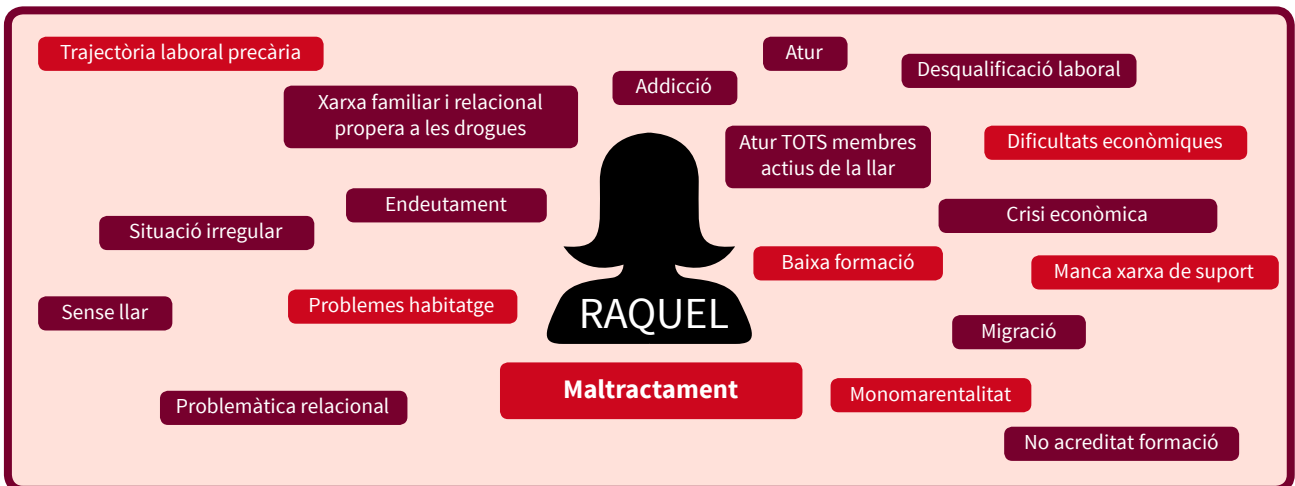 Trajectòria laboral precària
Atur
Desqualificació laboral
Addicció
Xarxa familiar i relacional
propera a les drogues
Atur TOTS membres
actius de la llar
Dificultats econòmiques
Endeutament
Crisi econòmica
Situació irregular
Baixa formació
Manca xarxa de suport
Sense llar
Problemes habitatge
RAQUEL
Migració
Maltractament
Monomarentalitat
Problemàtica relacional
No acreditat formació